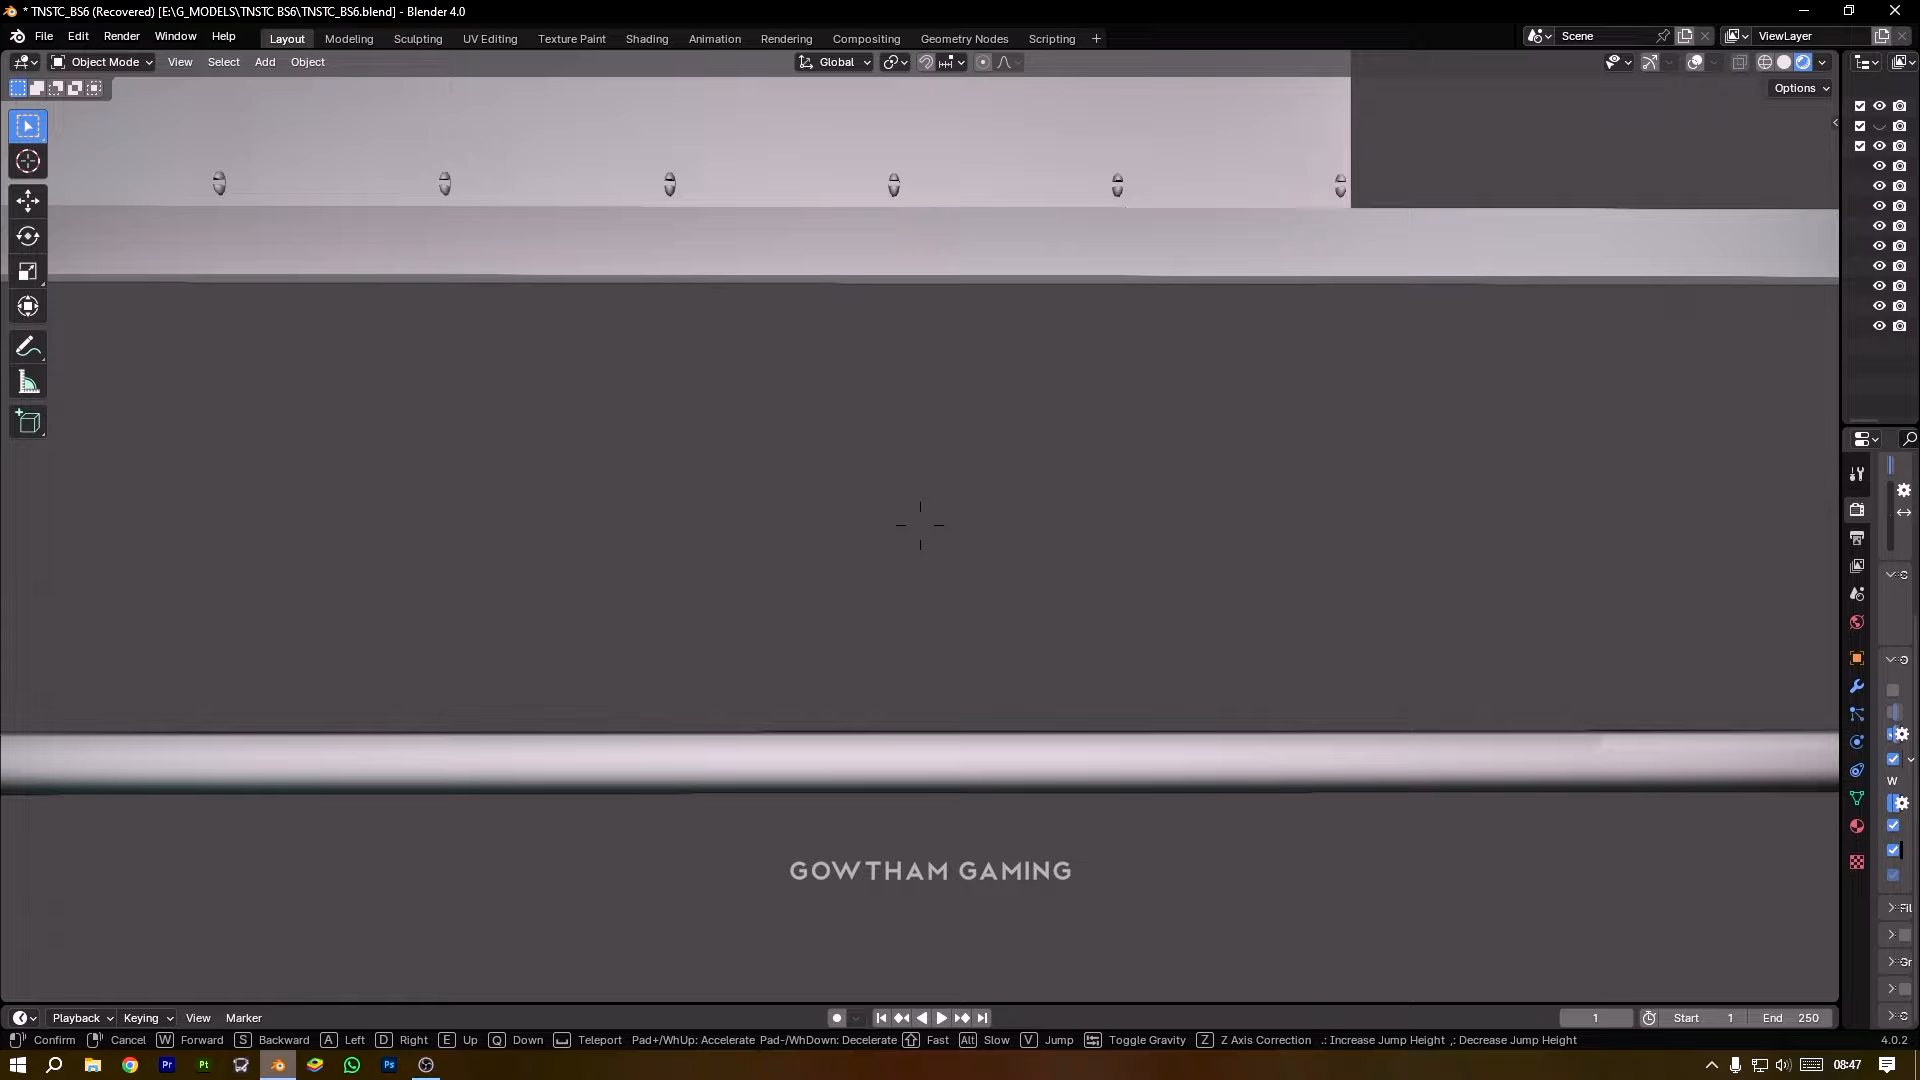 * TNSTC_BS6 (Recovered) [E:\G_MODELS\TNSTC BS6\TNSTC_BS6.blend] - Blender 4.0
File Edit Render Window Help Layout Modeling Sculpting UV Editing Texture Paint Shading Animation Rendering Compositing Geometry Nodes Scripting + Scene ViewLayer
Object Mode View Select Add Object Global
Options
W
GOWTHAM GAMING
Playback Keying View Marker 1 Start 1 End 250
Confirm Cancel W Forward S Backward A Left D Right E Up Q Down Teleport Pad+/WhUp: Accelerate Pad-/WhDown: Decelerate Fast Alt Slow V Jump Toggle Gravity Z Z Axis Correction .: Increase Jump Height ,: Decrease Jump Height 4.0.2
Pr Pt Ps 08:47